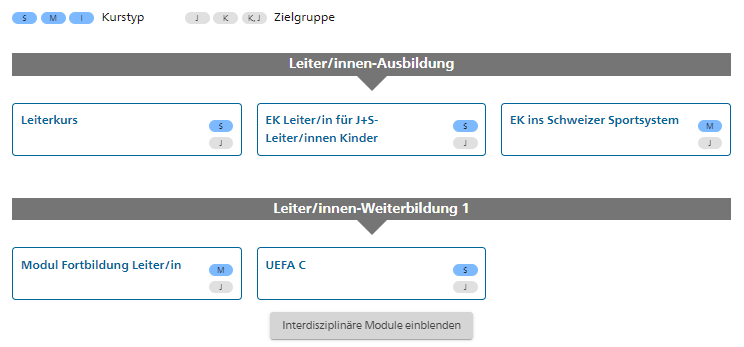 S M I Kurstyp J K K,J Zielgruppe
Leiter/innen-Ausbildung
Leiterkurs
S
J
EK Leiter/in für J+S-
Leiter/innen Kinder
S
J
EK ins Schweizer Sportsystem
M
J
Leiter/innen-Weiterbildung 1
Modul Fortbildung Leiter/in
M
J
UEFA C
S
J
Interdisziplinäre Module einblenden